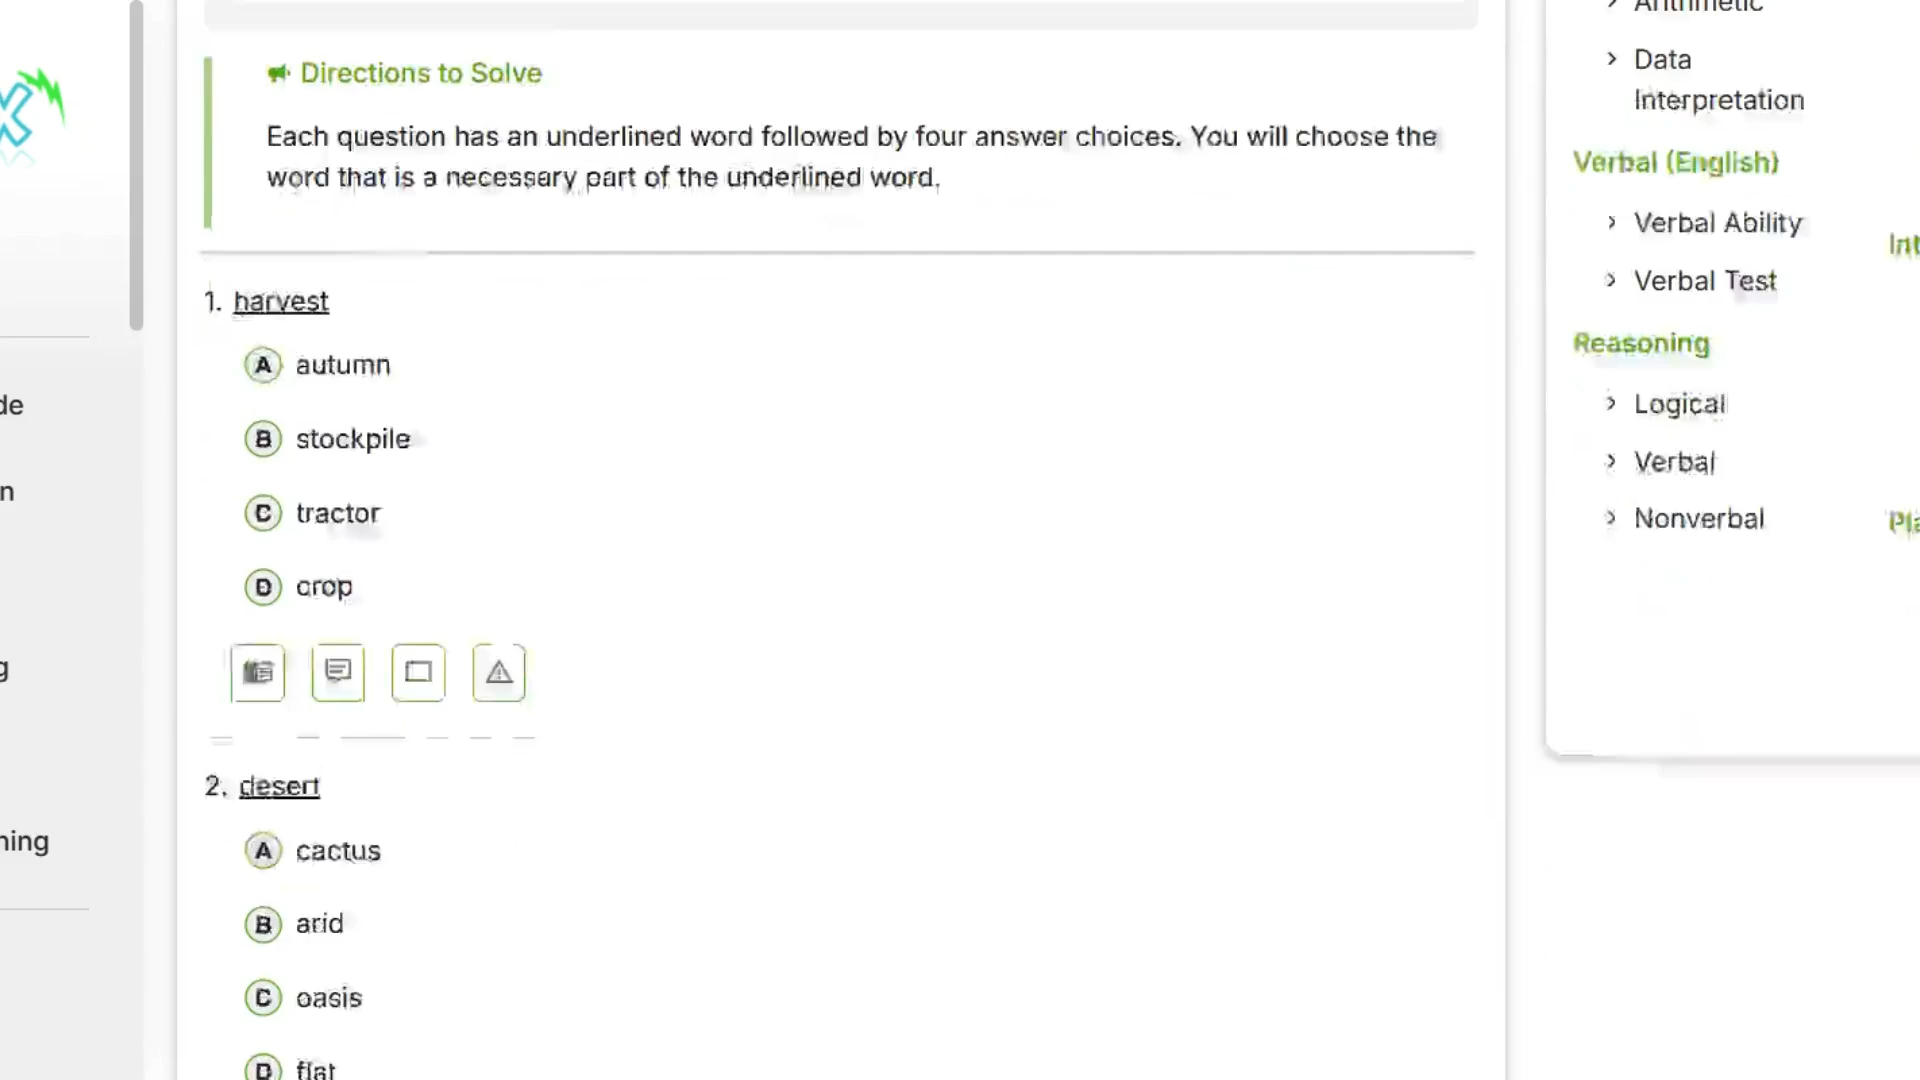 Directions to Solve
Each question has an underlined word followed by four answer choices. You will choose the
word that is a necessary part of the underlined word.
1. harvest
A autumn
B stockpile
C tractor
D crop
2. desert
A cactus
B arid
C oasis
D flat
Arithmetic
Data
Interpretation
Verbal (English)
Verbal Ability
Verbal Test
Reasoning
Logical
Verbal
Nonverbal